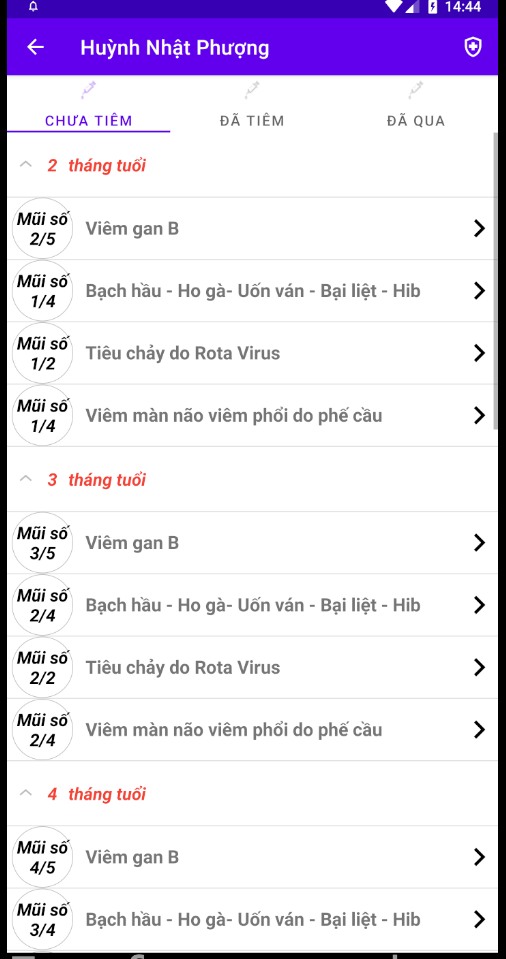 14:44
Huỳnh Nhật Phượng
CHƯA TIÊM
ĐÃ TIÊM
ĐÃ QUA
2 tháng tuổi
Mũi số
2/5
Viêm gan B
Mũi số
1/4
Bạch hầu - Ho gà- Uốn ván - Bại liệt - Hib
Mũi số
1/2
Tiêu chảy do Rota Virus
Mũi số
1/4
Viêm màn não viêm phổi do phế cầu
3 tháng tuổi
Mũi số
3/5
Viêm gan B
Mũi số
2/4
Bạch hầu - Ho gà- Uốn ván - Bại liệt - Hib
Mũi số
2/2
Tiêu chảy do Rota Virus
Mũi số
2/4
Viêm màn não viêm phổi do phế cầu
4 tháng tuổi
Mũi số
4/5
Viêm gan B
Mũi số
3/4
Bạch hầu - Ho gà- Uốn ván - Bại liệt - Hib